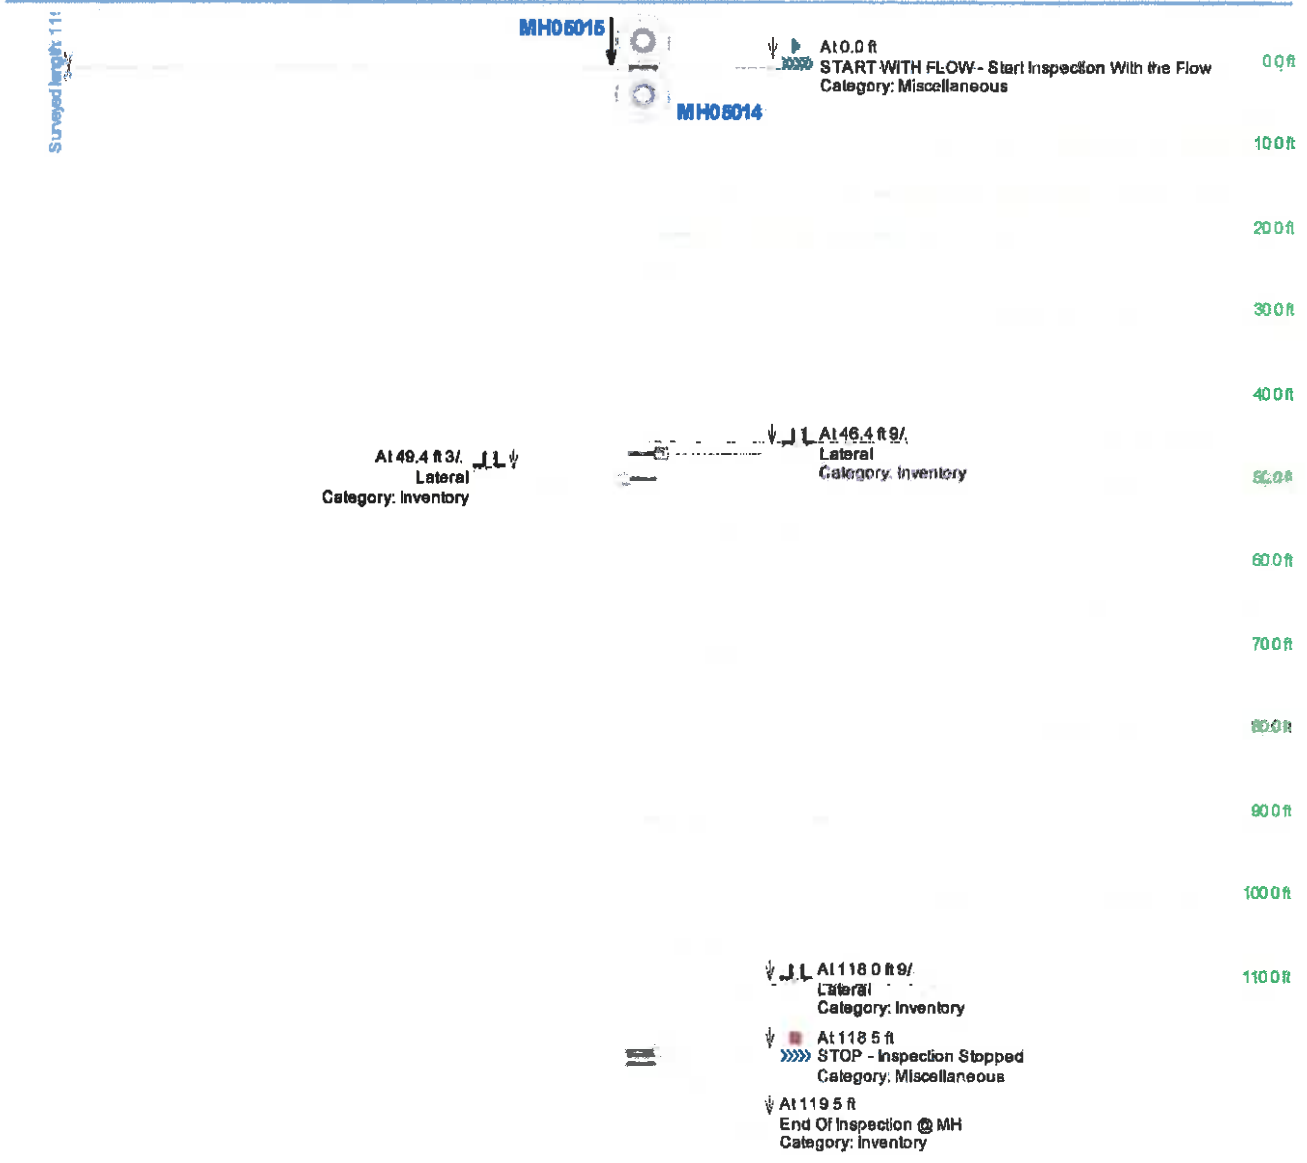 Surveyed length: 11
MH05015
At 0.0 ft
START WITH FLOW - Start Inspection With the Flow
Category: Miscellaneous
0.0 ft
MH05014
10.0 ft
20.0 ft
30.0 ft
40.0 ft
At 46.4 ft 9/.
Lateral
Category: Inventory
At 49.4 ft 3/.
Lateral
Category: Inventory
50.0 ft
60.0 ft
70.0 ft
80.0 ft
90.0 ft
100.0 ft
At 118.0 ft 9/.
Lateral
Category: Inventory
110.0 ft
At 118.5 ft
STOP - Inspection Stopped
Category: Miscellaneous
At 119.5 ft
End Of Inspection @ MH
Category: Inventory